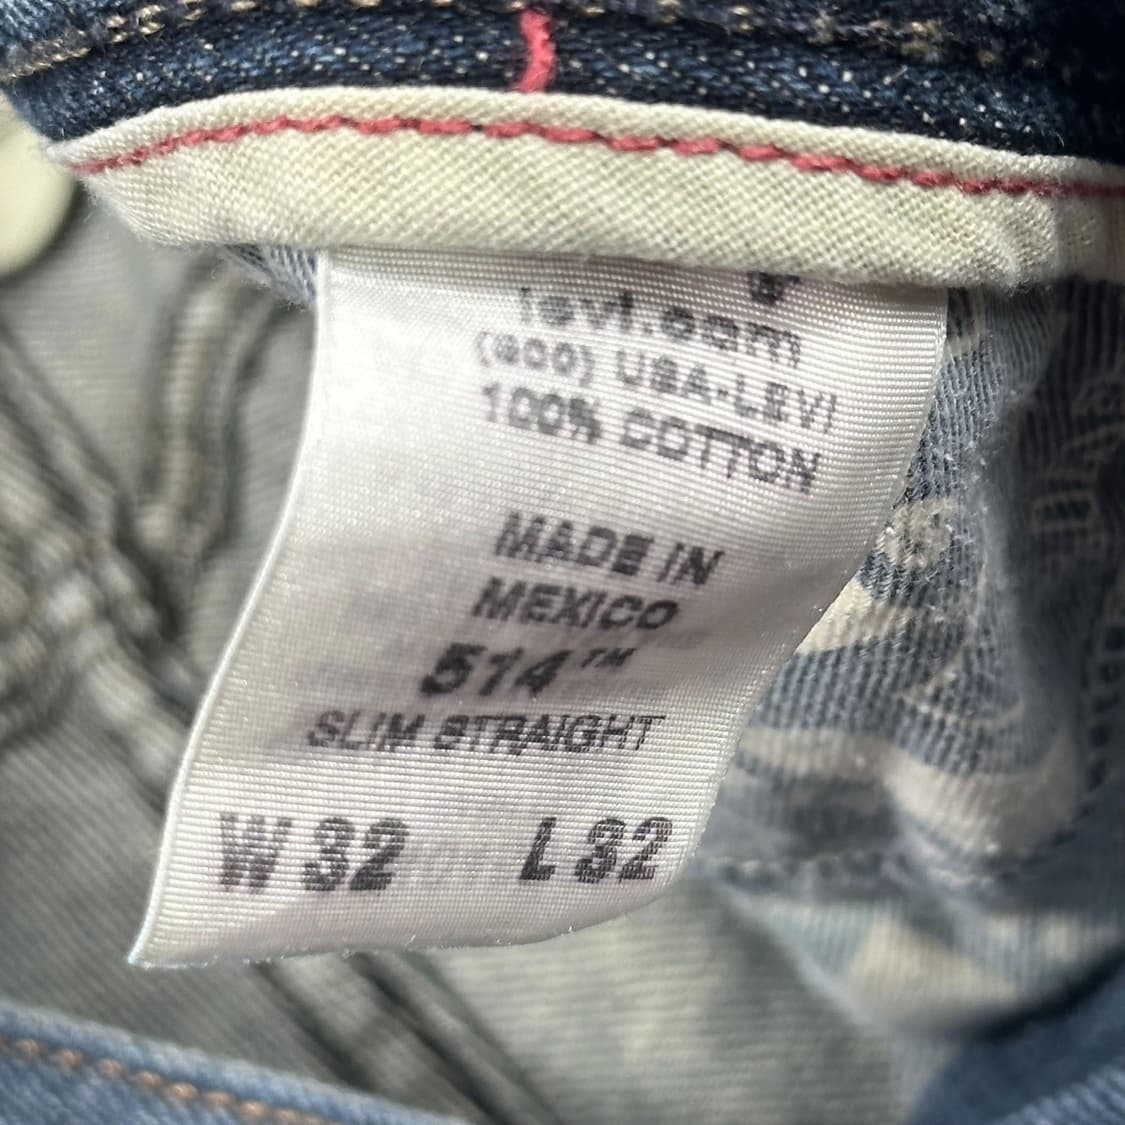 levi.com
(800) USA-LEVI
100% COTTON
MADE IN
MEXICO
514™
SLIM STRAIGHT
W 32 L 32